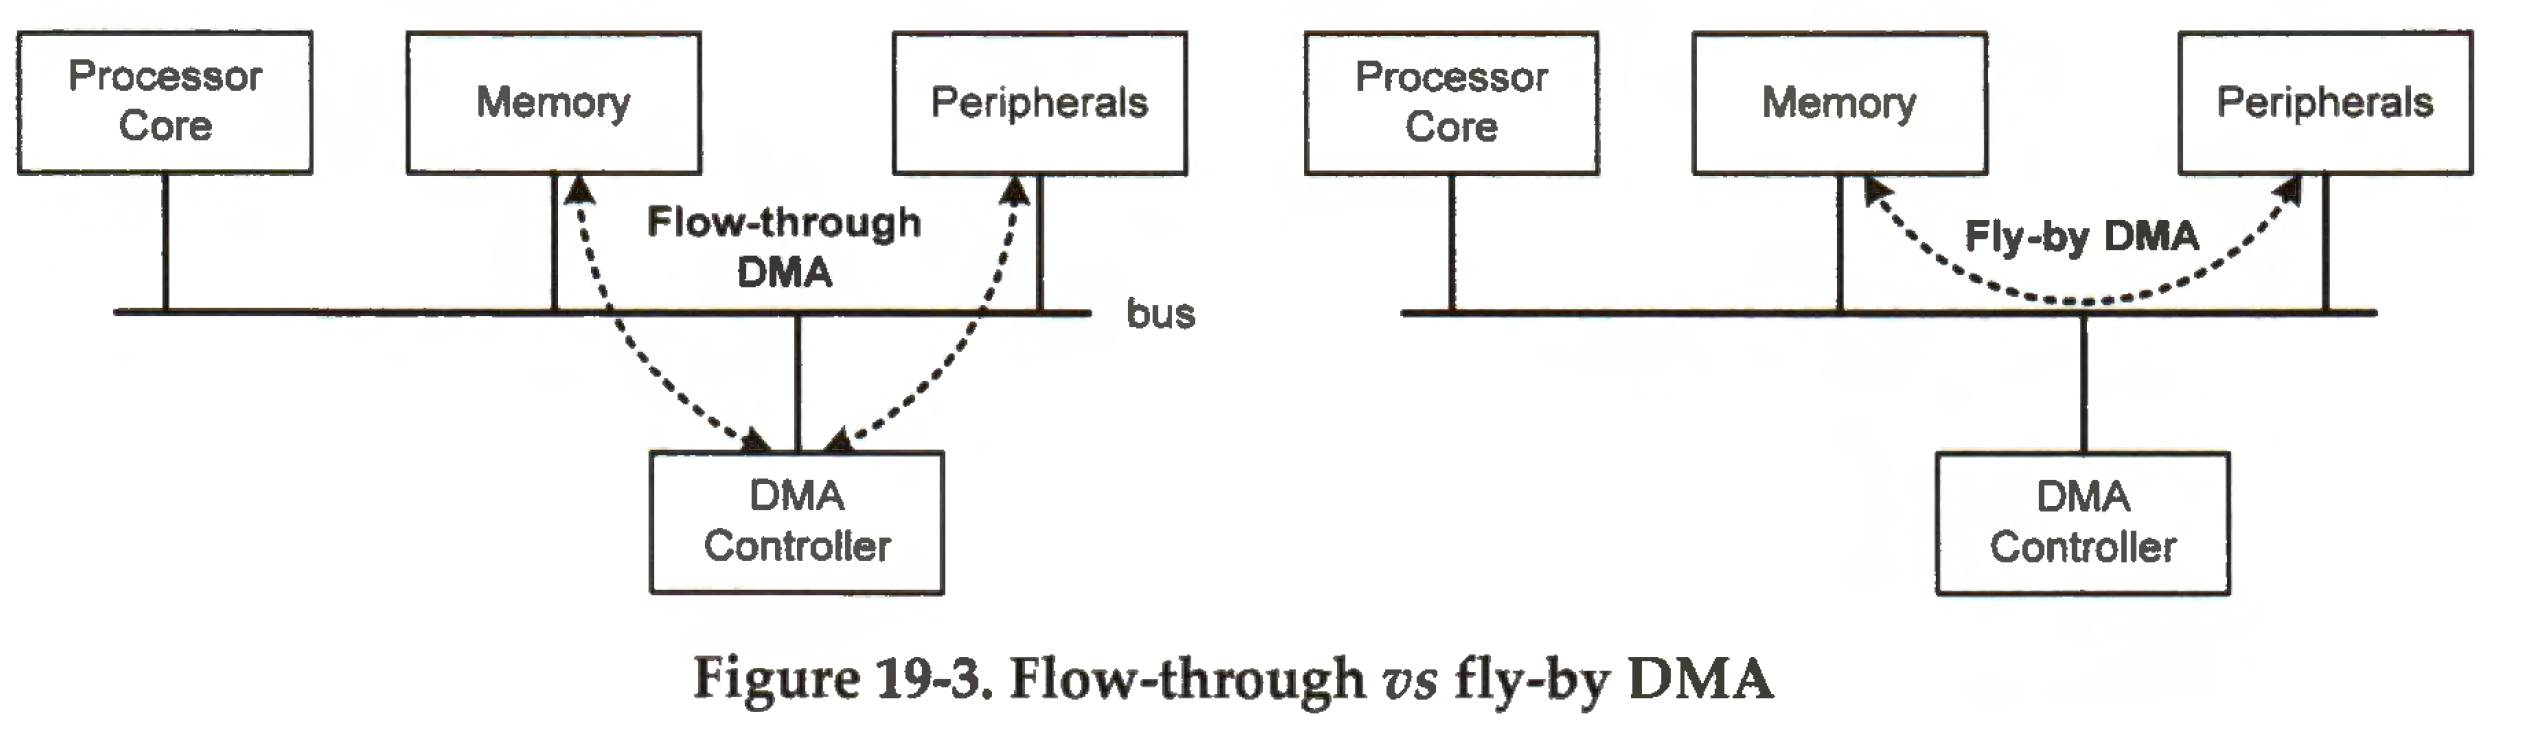 Processor
Core
Memory
Peripherals
Flow-through
DMA
bus
DMA
Controller
Processor
Core
Memory
Peripherals
Fly-by DMA
DMA
Controller
Figure 19-3. Flow-through vs fly-by DMA